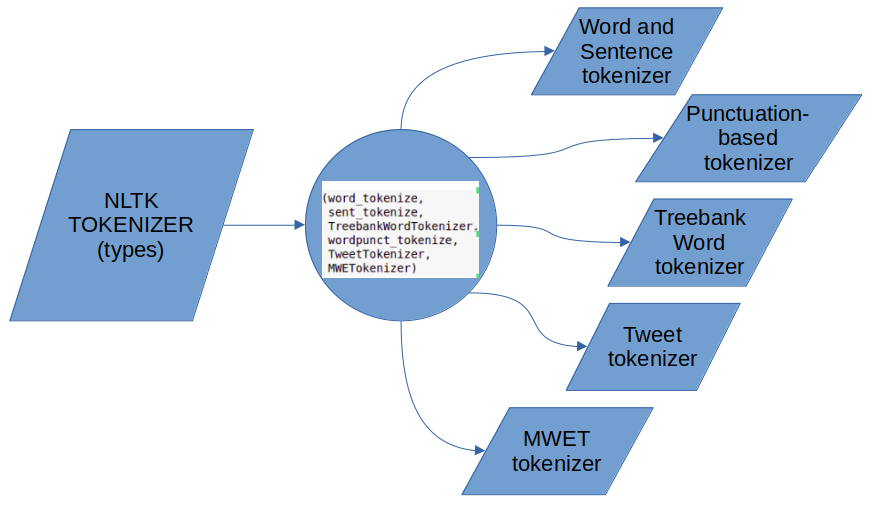 NLTK
TOKENIZER
(types)
(word_tokenize,
sent_tokenize,
TreebankWordTokenizer,
wordpunct_tokenize,
TweetTokenizer,
MWETokenizer)
Word and
Sentence
tokenizer
Punctuation-
based
tokenizer
Treebank
Word
tokenizer
Tweet
tokenizer
MWET
tokenizer